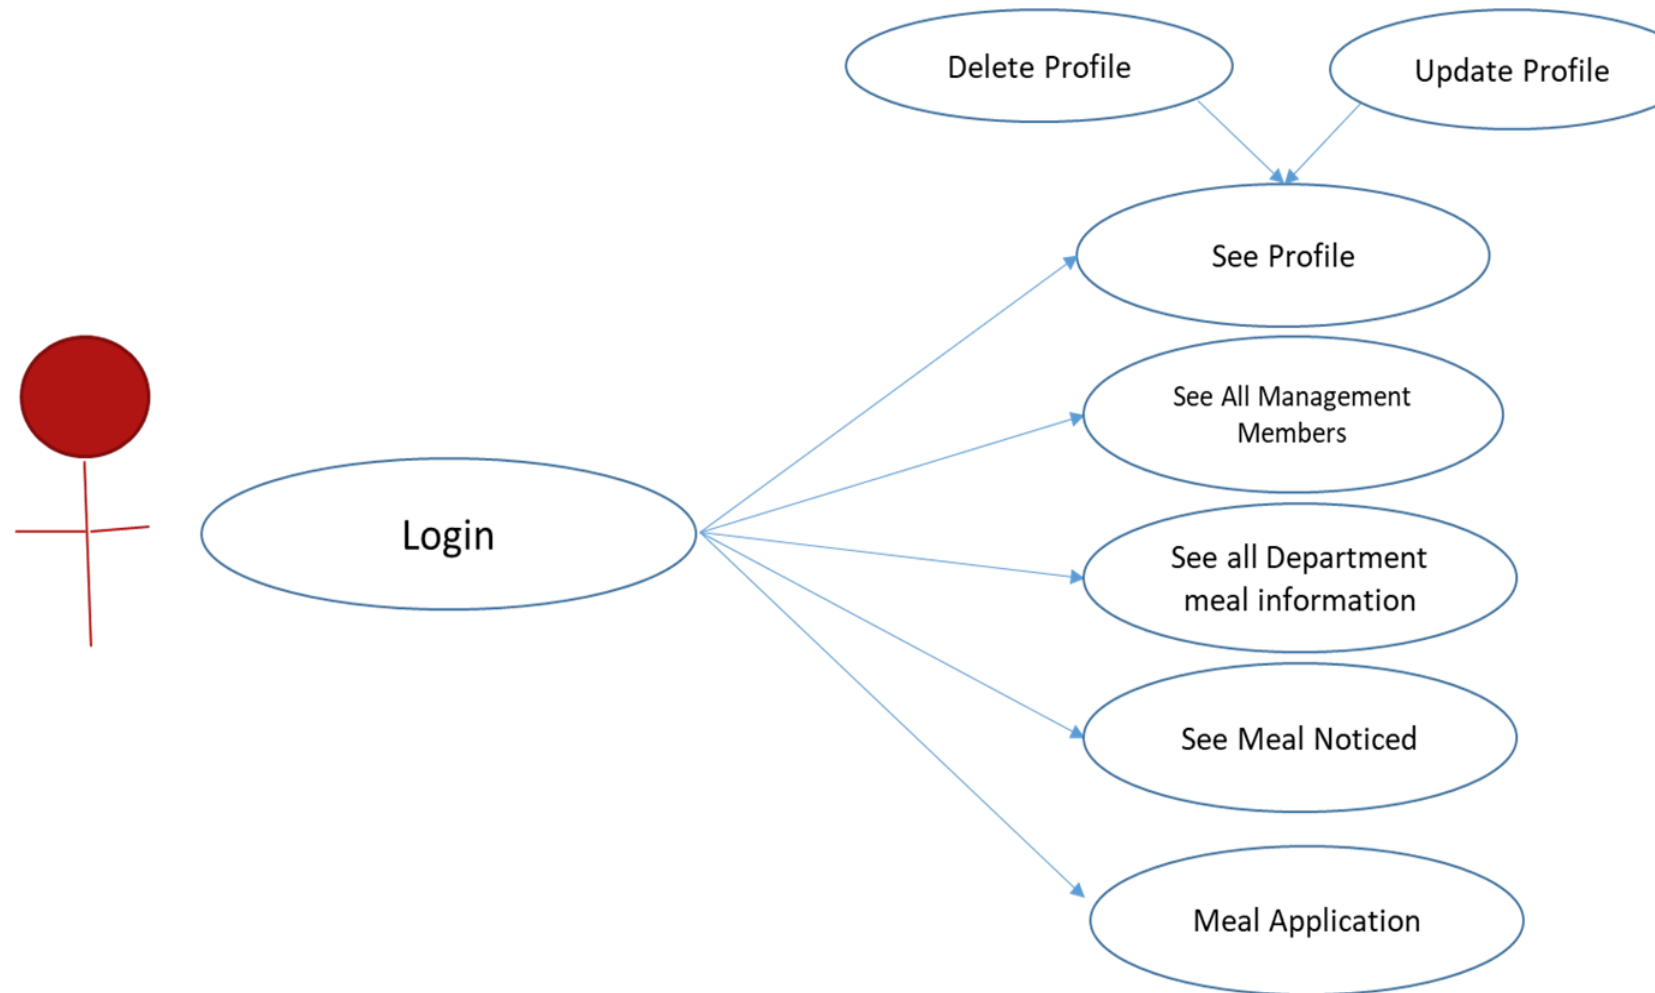 Delete Profile
Update Profile
See Profile
See All Management
Members
Login
See all Department
meal information
See Meal Noticed
Meal Application